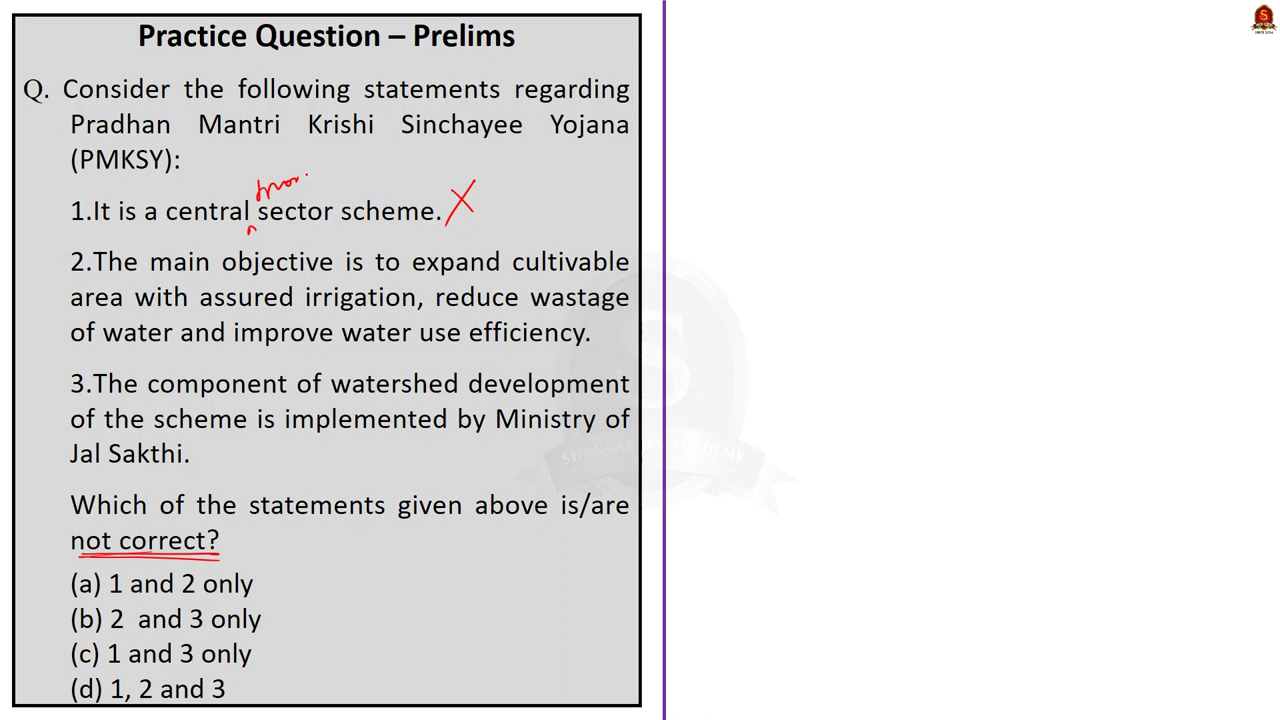 Practice Question – Prelims
Q. Consider the following statements regarding
Pradhan Mantri Krishi Sinchayee Yojana
(PMKSY):
1.It is a central sector scheme.
2.The main objective is to expand cultivable
area with assured irrigation, reduce wastage
of water and improve water use efficiency.
3.The component of watershed development
of the scheme is implemented by Ministry of
Jal Sakthi.
Which of the statements given above is/are
not correct?
(a) 1 and 2 only
(b) 2 and 3 only
(c) 1 and 3 only
(d) 1, 2 and 3